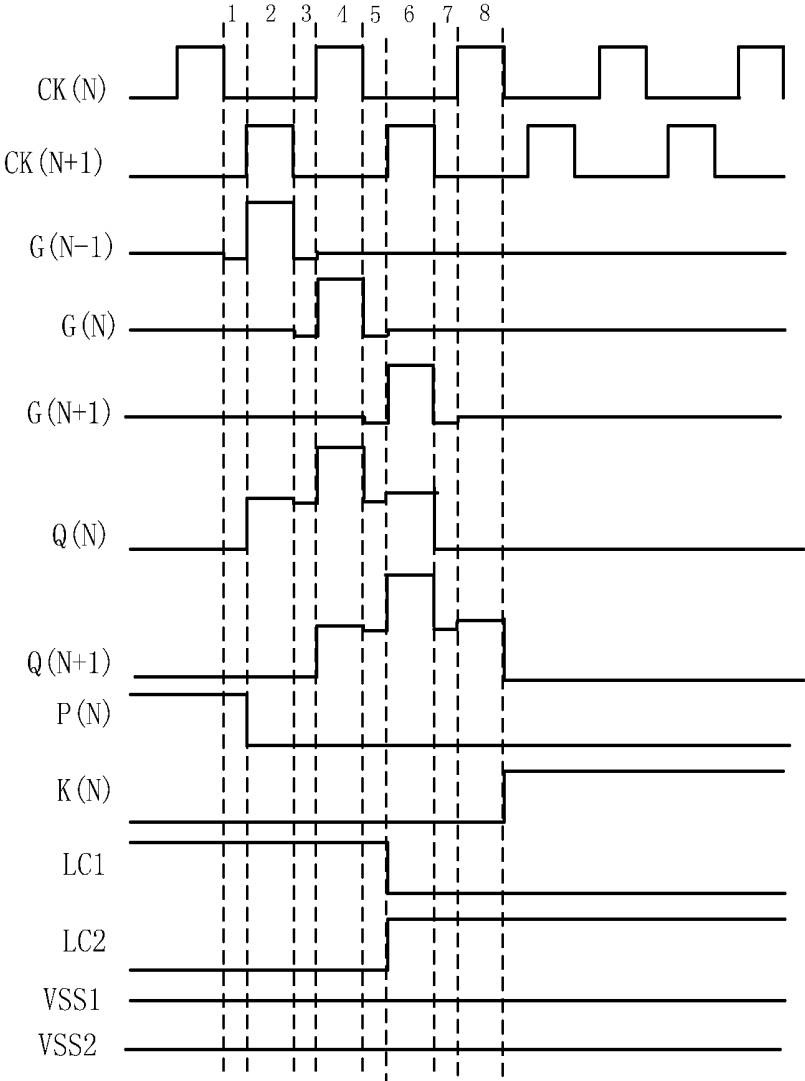 1 2 3 4 5 6 7 8
CK(N)
CK(N+1)
G(N-1)
G(N)
G(N+1)
Q(N)
Q(N+1)
P(N)
K(N)
LC1
LC2
VSS1
VSS2